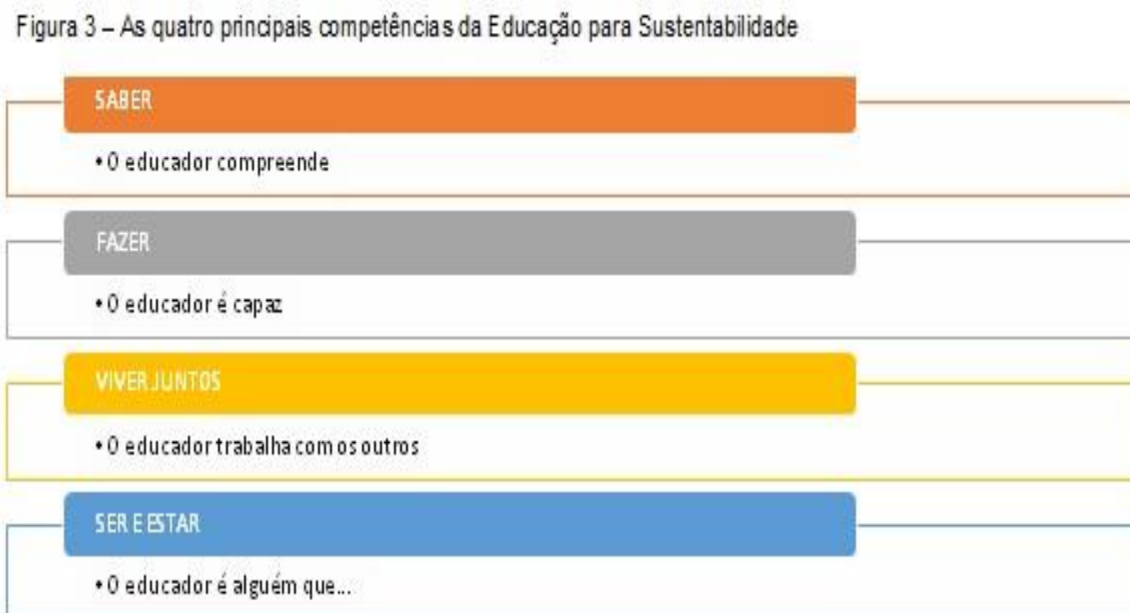 Figura 3 – As quatro principais competências da Educação para Sustentabilidade
SABER
• O educador compreende
FAZER
• O educador é capaz
VIVER JUNTOS
• O educador trabalha com os outros
SER E ESTAR
• O educador é alguém que...